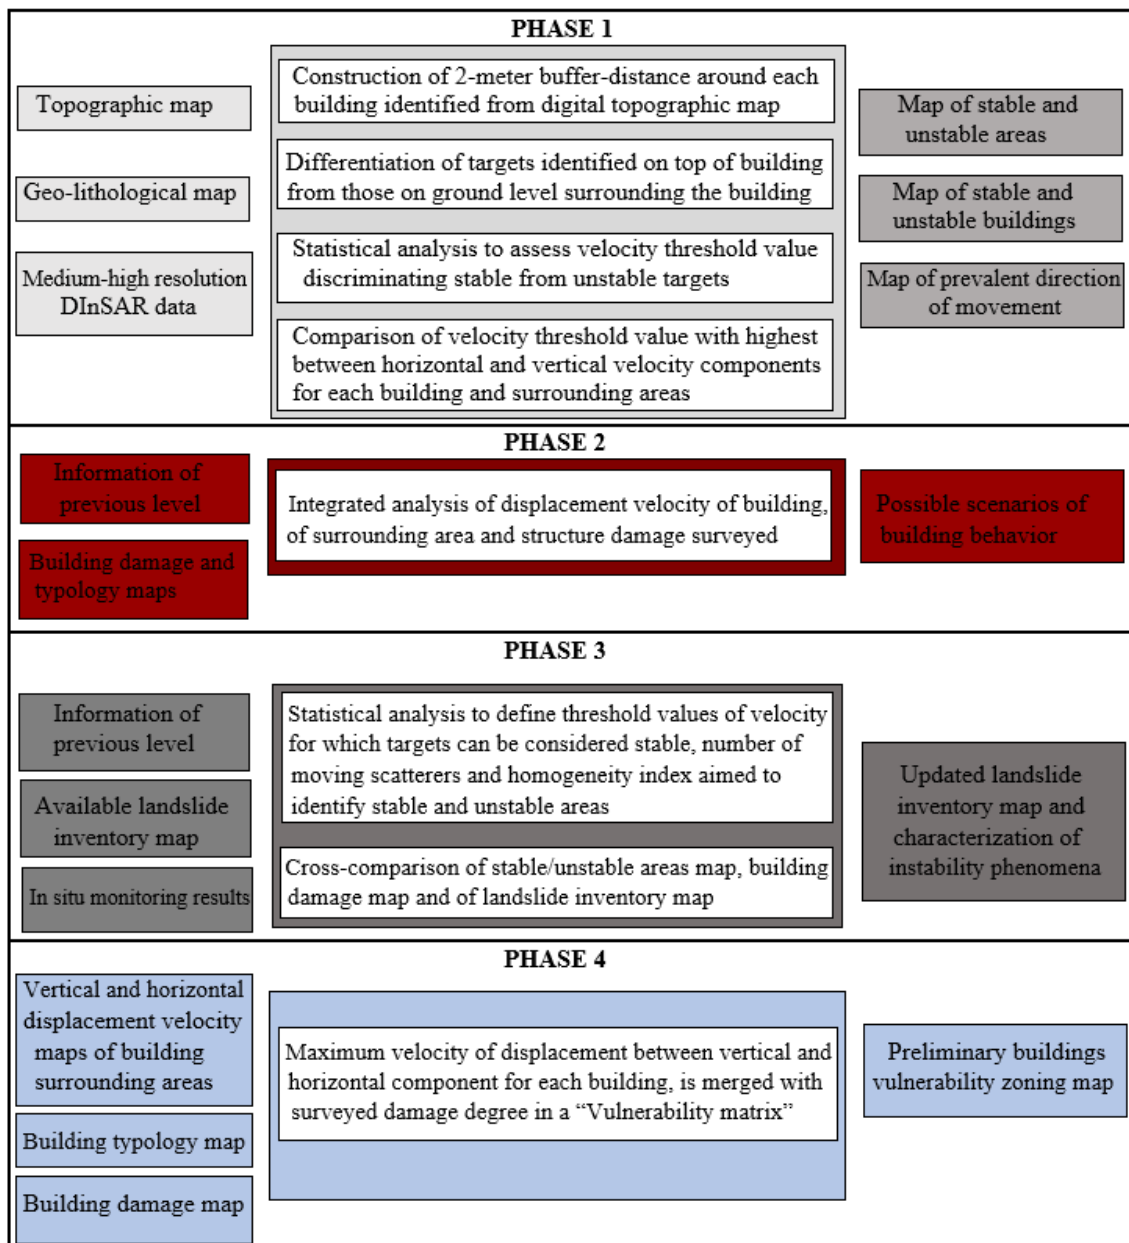 PHASE 1
Topographic map
Geo-lithological map
Medium-high resolution
DInSAR data
Construction of 2-meter buffer-distance around each
building identified from digital topographic map
Differentiation of targets identified on top of building
from those on ground level surrounding the building
Statistical analysis to assess velocity threshold value
discriminating stable from unstable targets
Comparison of velocity threshold value with highest
between horizontal and vertical velocity components
for each building and surrounding areas
Map of stable and
unstable areas
Map of stable and
unstable buildings
Map of prevalent direction
of movement
PHASE 2
Information of
previous level
Building damage and
typology maps
Integrated analysis of displacement velocity of building,
of surrounding area and structure damage surveyed
Possible scenarios of
building behavior
PHASE 3
Information of
previous level
Available landslide
inventory map
In situ monitoring results
Statistical analysis to define threshold values of velocity
for which targets can be considered stable, number of
moving scatterers and homogeneity index aimed to
identify stable and unstable areas
Cross-comparison of stable/unstable areas map, building
damage map and of landslide inventory map
Updated landslide
inventory map and
characterization of
instability phenomena
PHASE 4
Vertical and horizontal
displacement velocity
maps of building
surrounding areas
Building typology map
Building damage map
Maximum velocity of displacement between vertical and
horizontal component for each building, is merged with
surveyed damage degree in a “Vulnerability matrix”
Preliminary buildings
vulnerability zoning map